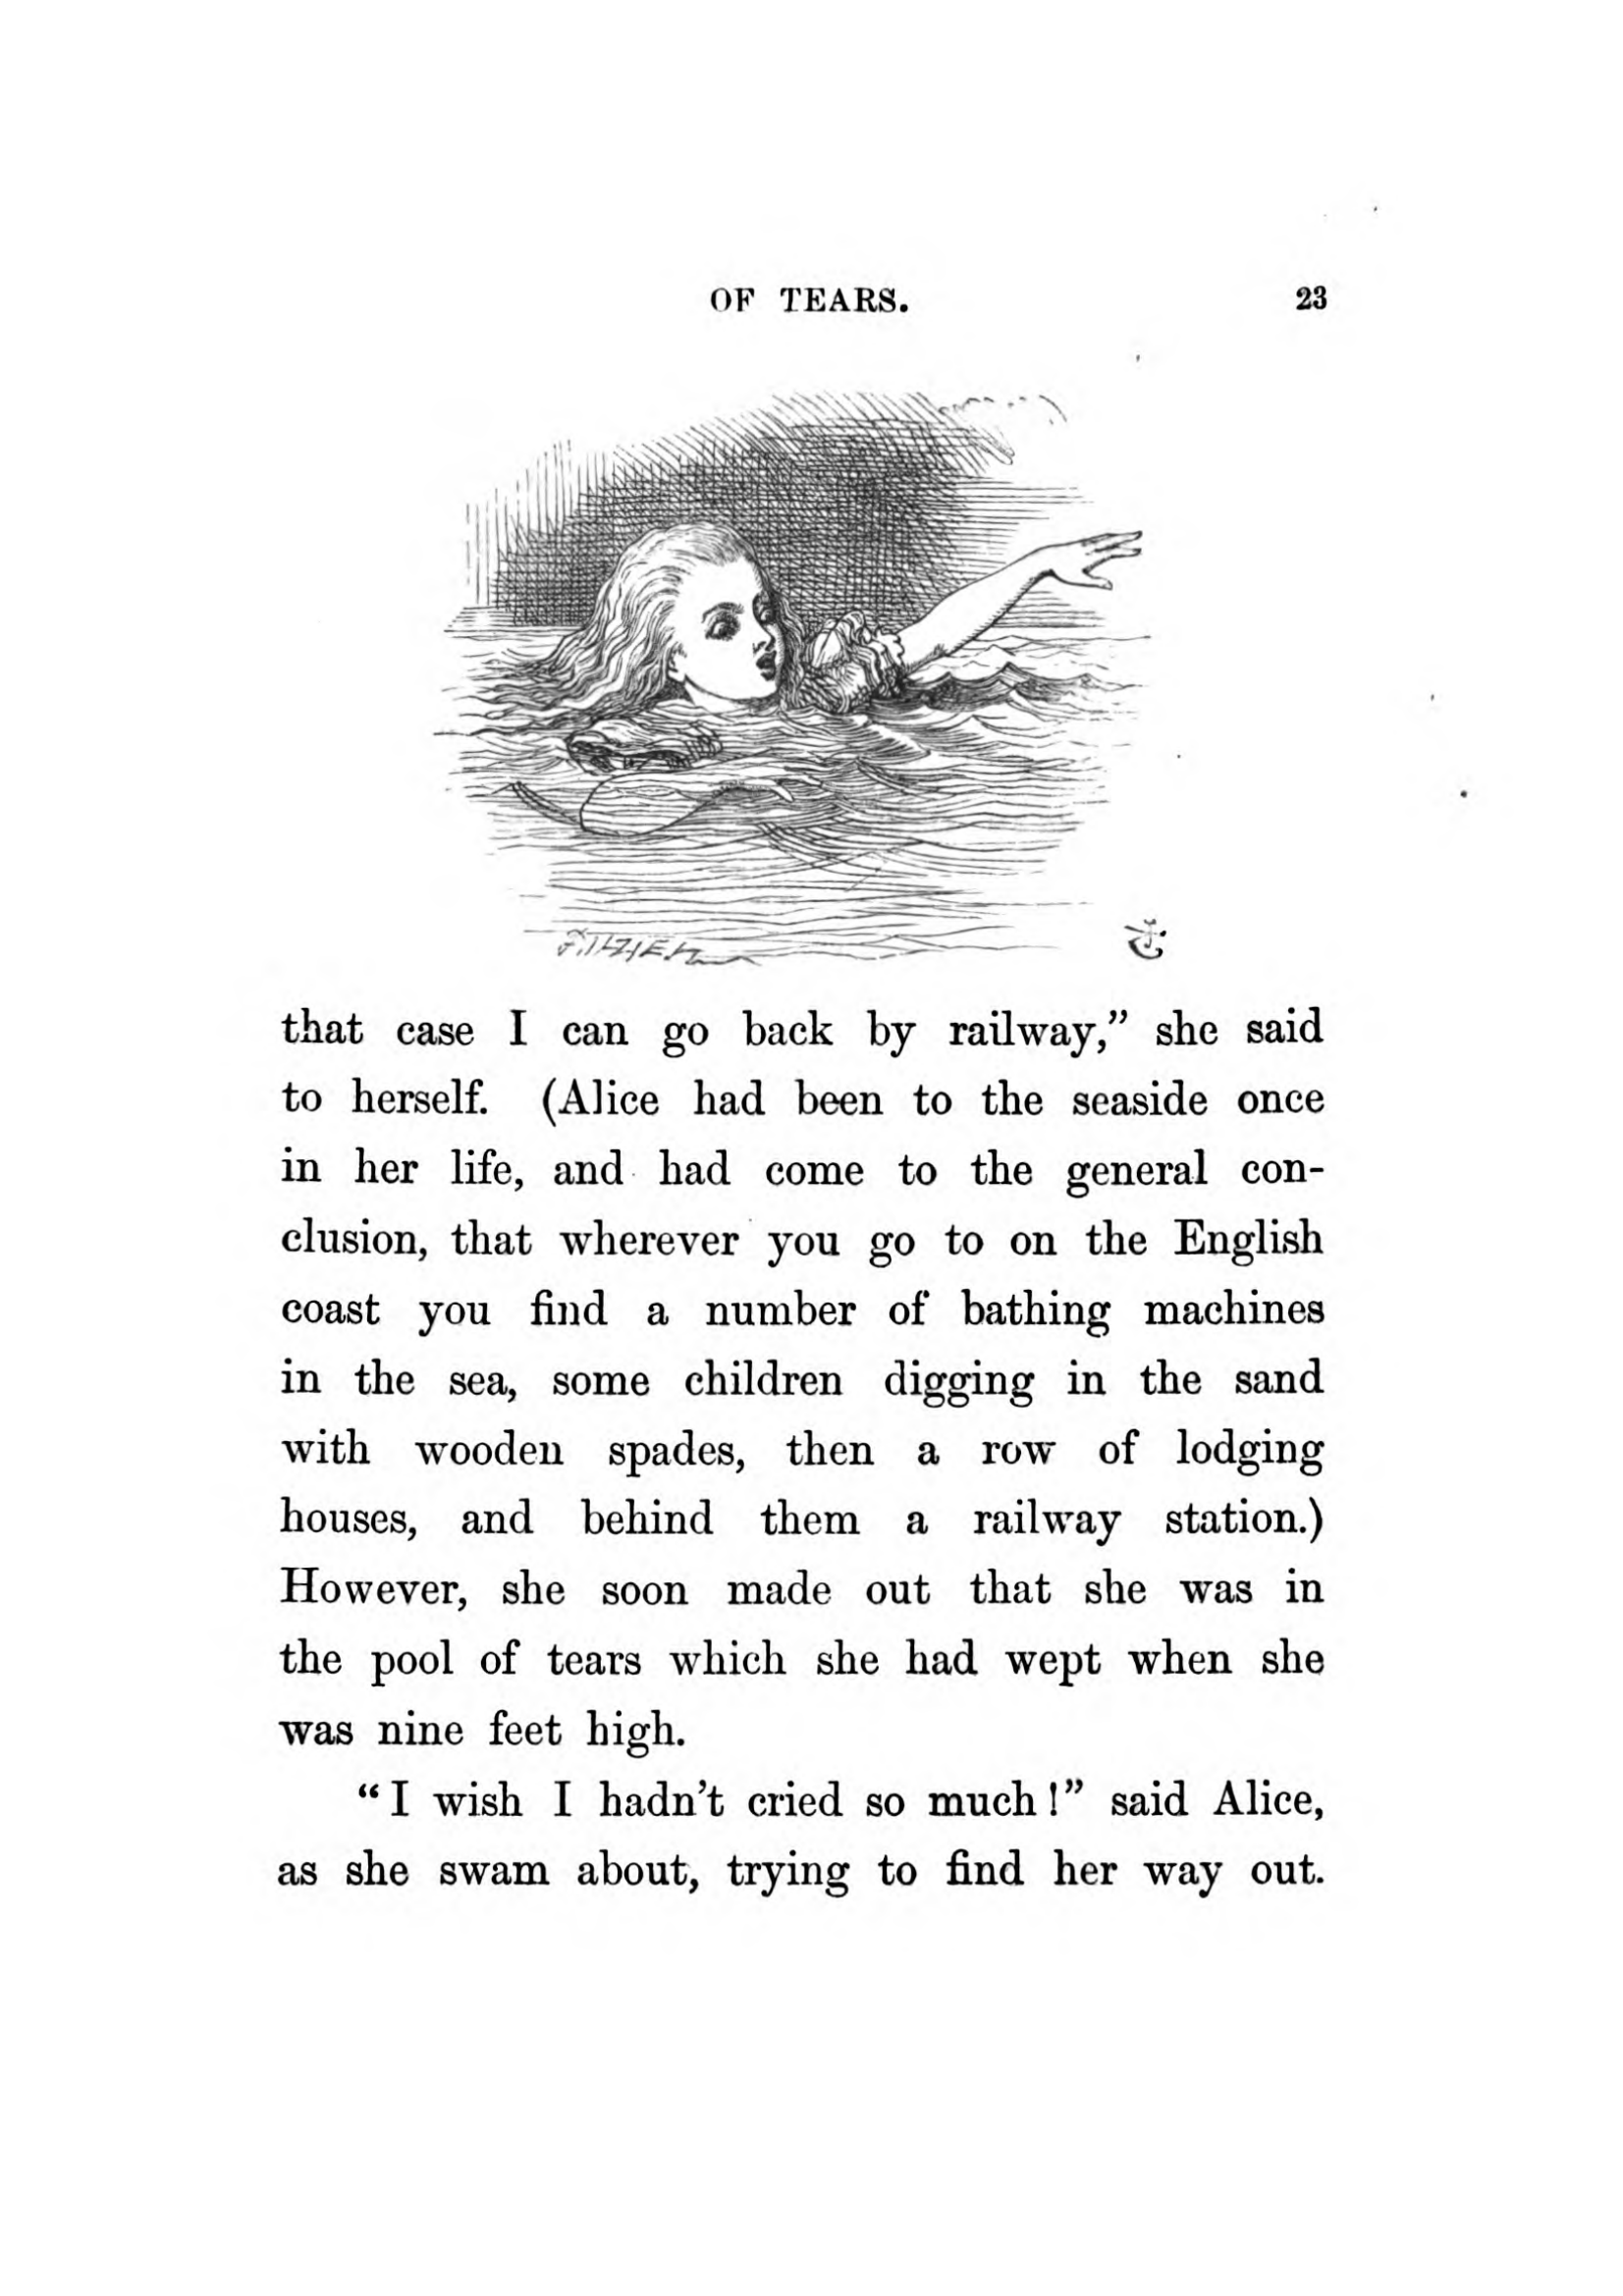 OF TEARS. 23
that case I can go back by railway,” she said
to herself. (Alice had been to the seaside once
in her life, and had come to the general con-
clusion, that wherever you go to on the English
coast you find a number of bathing machines
in the sea, some children digging in the sand
with wooden spades, then a row of lodging
houses, and behind them a railway station.)
However, she soon made out that she was in
the pool of tears which she had wept when she
was nine feet high.
“I wish I hadn’t cried so much!” said Alice,
as she swam about, trying to find her way out.